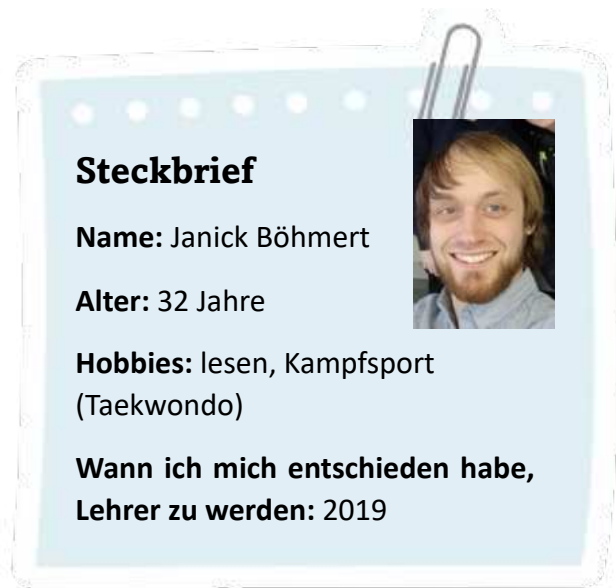 Steckbrief
Name: Janick Böhmert
Alter: 32 Jahre
Hobbies: lesen, Kampfsport
(Taekwondo)
Wann ich mich entschieden habe,
Lehrer zu werden: 2019